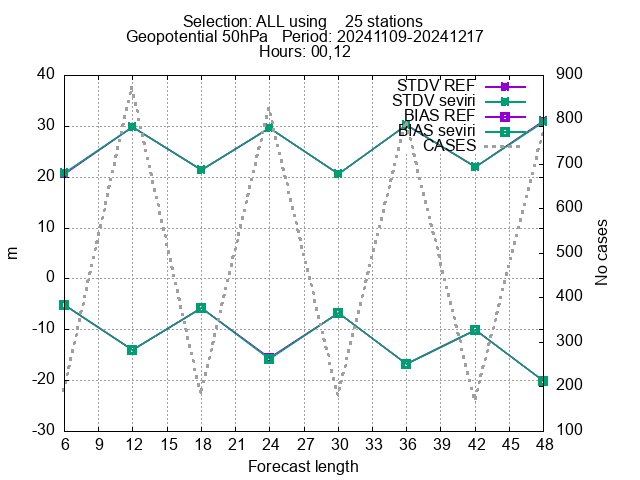 Selection: ALL using    25 stations
Geopotential 50hPa   Period: 20241109-20241217
Hours: 00,12
STDV REF
STDV seviri
BIAS REF
BIAS seviri
CASES
40
30
20
10
0
-10
-20
-30
m
900
800
700
600
500
400
300
200
100
No cases
6 9 12 15 18 21 24 27 30 33 36 39 42 45 48
Forecast length